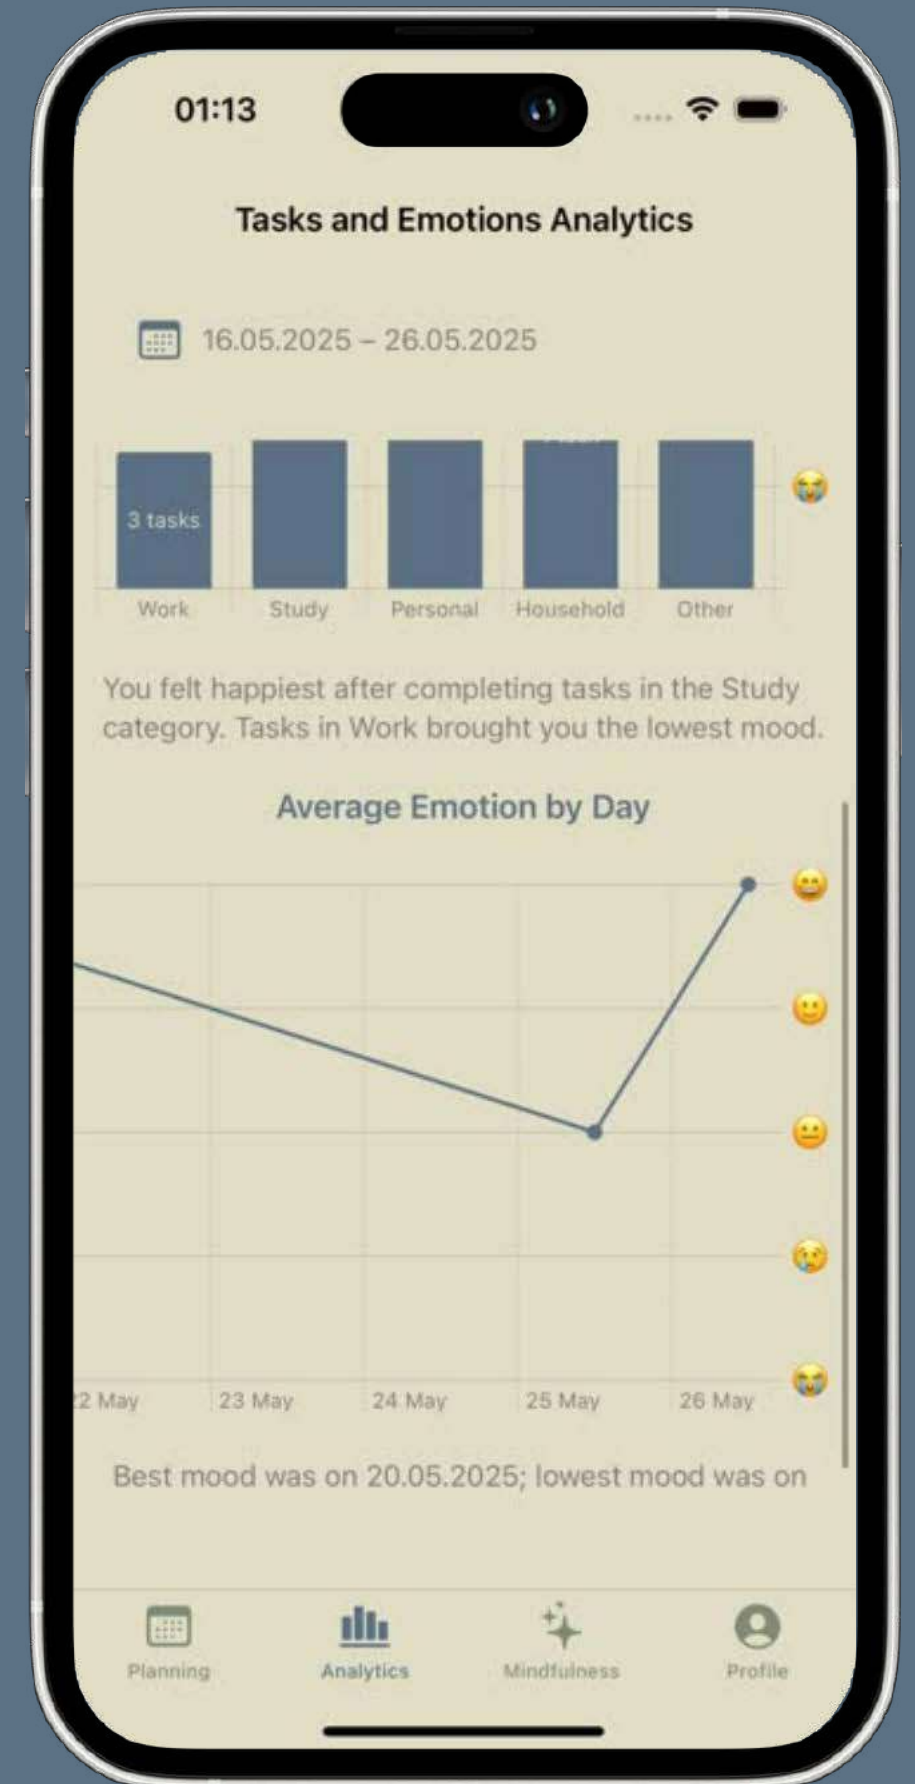 01:13
Tasks and Emotions Analytics
16.05.2025 – 26.05.2025
3 tasks
Work Study Personal Household Other
You felt happiest after completing tasks in the Study
category. Tasks in Work brought you the lowest mood.
Average Emotion by Day
2 May 23 May 24 May 25 May 26 May
Best mood was on 20.05.2025; lowest mood was on
Planning Analytics Mindfulness Profile